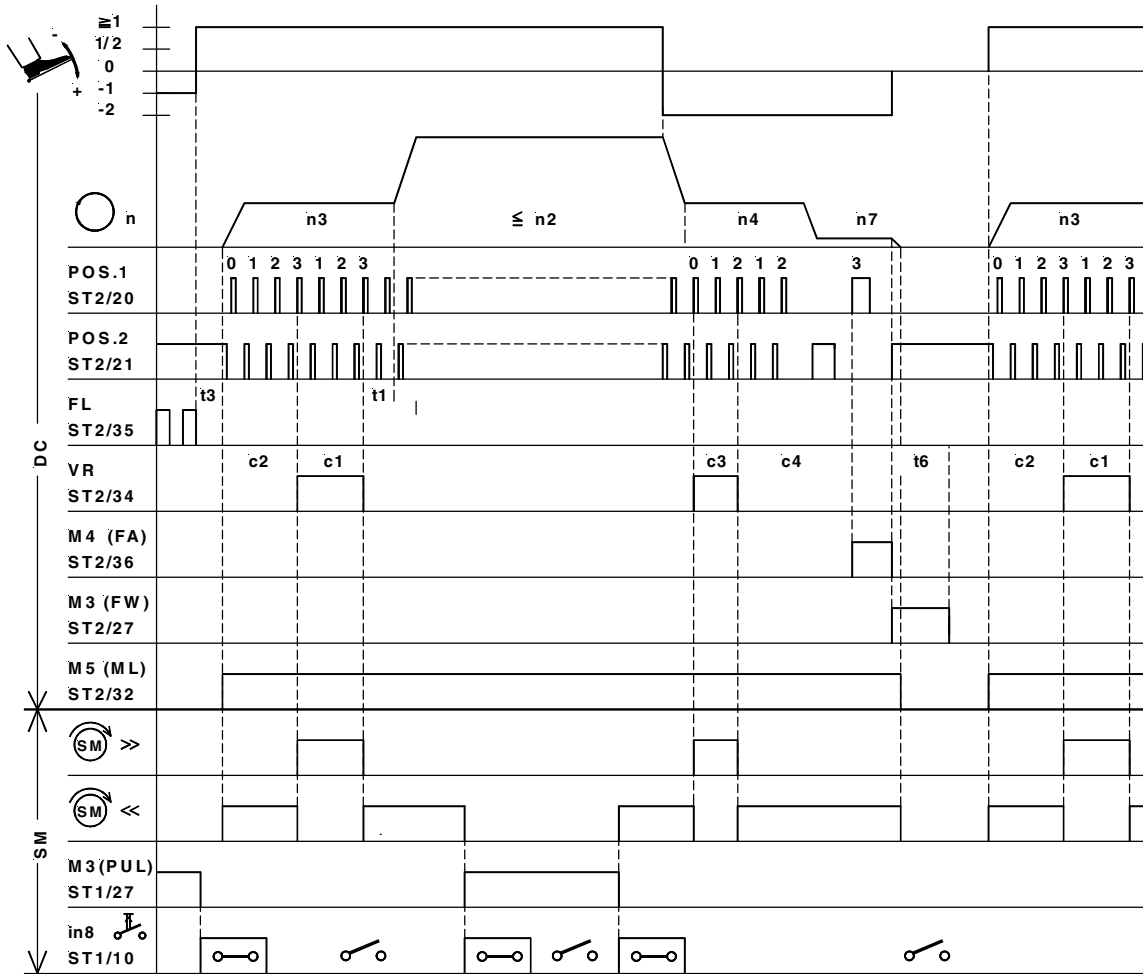 ≧1
- 1/2
0
+ -1
-2
n n3 ≦ n2 n4 n7 n3
POS.1 0 1 2 3 1 2 3 0 1 2 1 2 3 0 1 2 3 1 2 3
ST2/20
POS.2
ST2/21
FL t3 t1
ST2/35
VR c2 c1 c3 c4 t6 c2 c1
ST2/34
M4 (FA)
ST2/36
M3 (FW)
ST2/27
M5 (ML)
ST2/32
DC
SM >>
SM <<
M3(PUL)
ST1/27
in8
ST1/10
SM